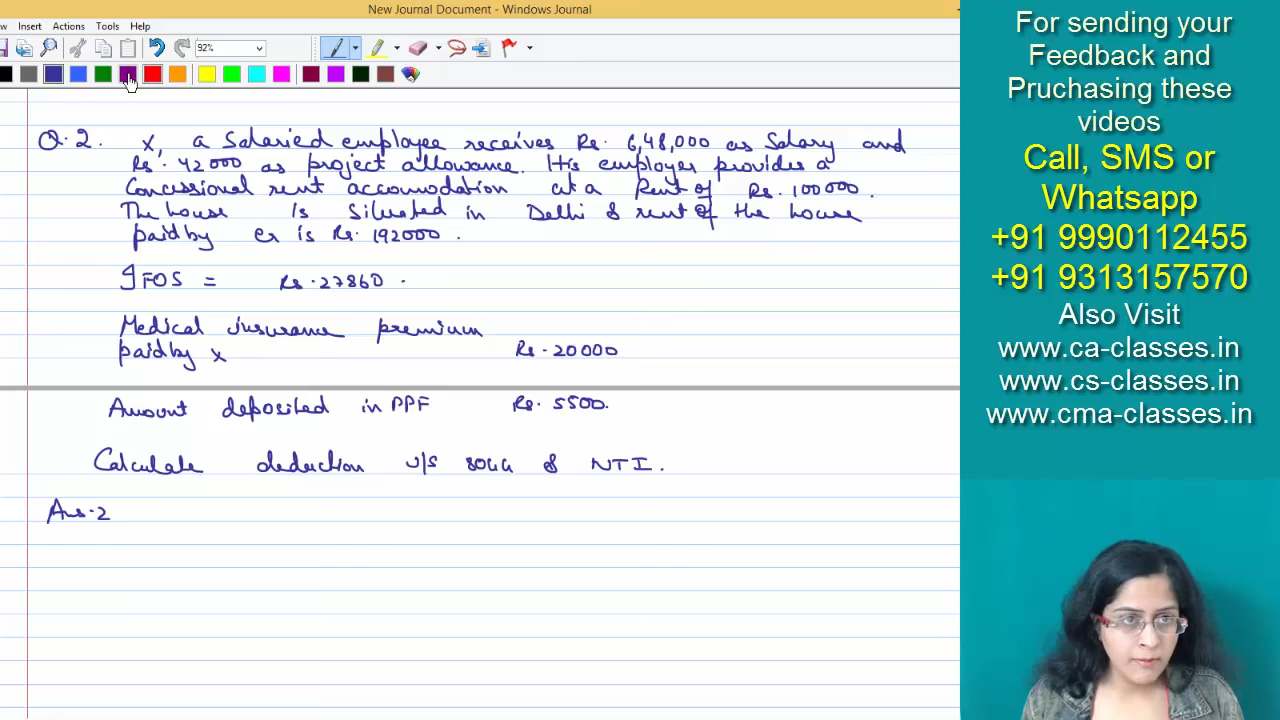 New Journal Document - Windows Journal
Insert Actions Tools Help
92%
Q.2. X, a Salaried employee receives Rs. 6,48,000 as Salary and
Rs. 42000 as project allowance. His employer provides a
Concessional rent accomodation at a Rent of Rs. 100000.
The house is Situated in Delhi & rent of the house
paid by er is Rs. 192000.
IFOS = Rs. 27860.
Medical insurance premium
paid by X Rs. 20000
Amount deposited in PPF Rs. 5500.
Calculate deduction u/s 80GG & NTI.
Ans.2
For sending your
Feedback and
Pruchasing these
videos
Call, SMS or
Whatsapp
+91 9990112455
+91 9313157570
Also Visit
www.ca-classes.in
www.cs-classes.in
www.cma-classes.in